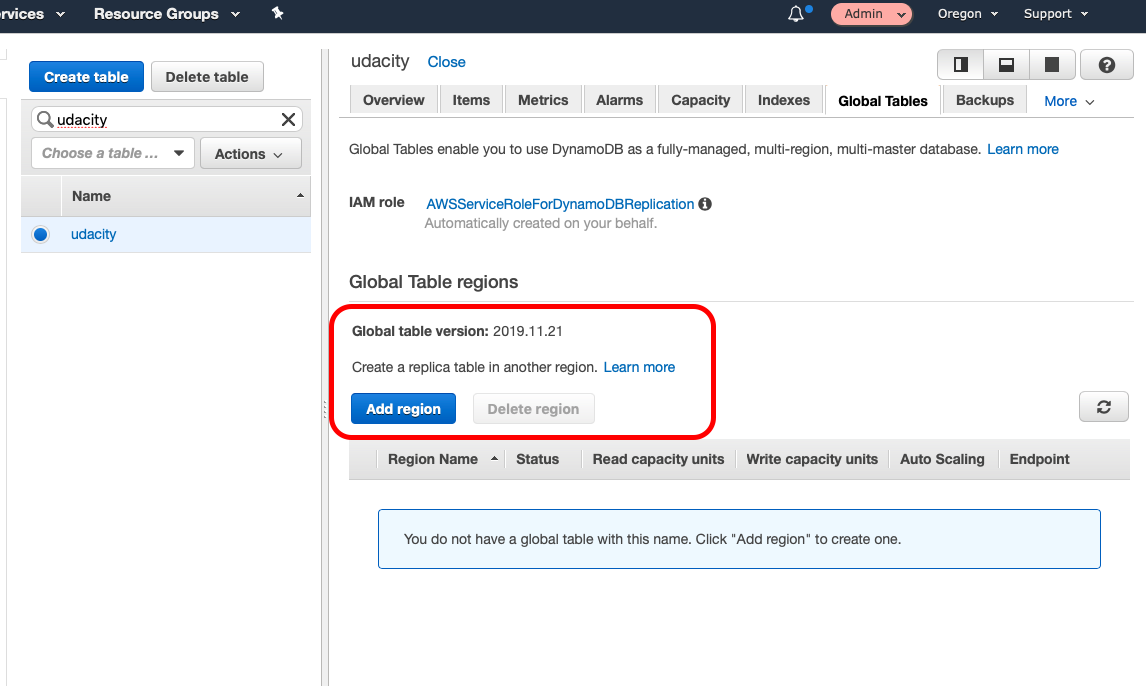 rvices Resource Groups Admin Oregon Support
Create table Delete table
udacity
Choose a table ... Actions
Name
udacity
udacity Close
Overview Items Metrics Alarms Capacity Indexes Global Tables Backups More
Global Tables enable you to use DynamoDB as a fully-managed, multi-region, multi-master database. Learn more
IAM role AWSServiceRoleForDynamoDBReplication
Automatically created on your behalf.
Global Table regions
Global table version: 2019.11.21
Create a replica table in another region. Learn more
Add region Delete region
Region Name Status Read capacity units Write capacity units Auto Scaling Endpoint
You do not have a global table with this name. Click "Add region" to create one.